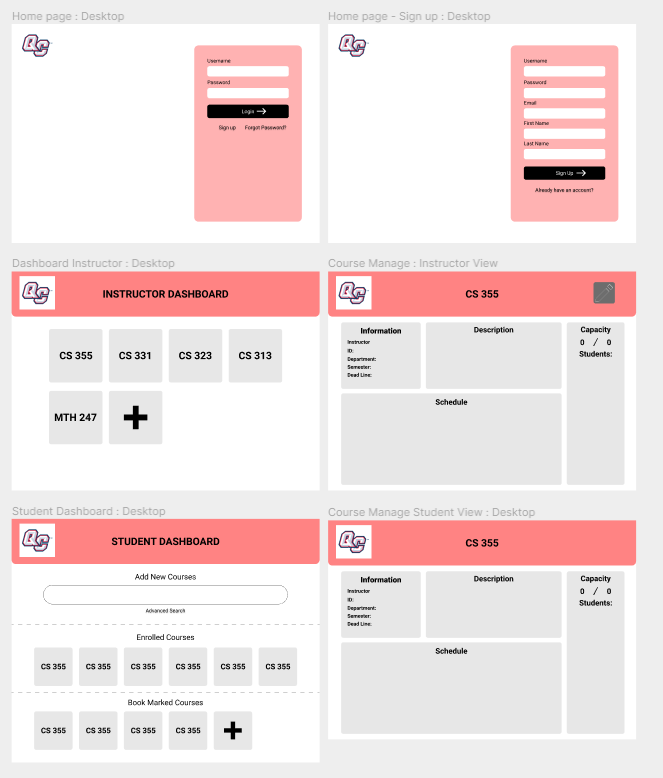 Home page : Desktop
QC
Username
Password
Login
Sign up Forgot Password?
Home page - Sign up : Desktop
QC
Username
Password
Email
First Name
Last Name
Sign Up
Already have an account?
Dashboard Instructor : Desktop
QC
INSTRUCTOR DASHBOARD
CS 355 CS 331 CS 323 CS 313
MTH 247
Course Manage : Instructor View
QC
CS 355
Information
Instructor
ID:
Department:
Semester:
Dead Line:
Description
Capacity
0 / 0
Students:
Schedule
Student Dashboard : Desktop
QC
STUDENT DASHBOARD
Add New Courses
Advanced Search
Enrolled Courses
CS 355 CS 355 CS 355 CS 355 CS 355 CS 355
Book Marked Courses
CS 355 CS 355 CS 355 CS 355
Course Manage Student View : Desktop
QC
CS 355
Information
Instructor
ID:
Department:
Semester:
Dead Line:
Description
Capacity
0 / 0
Students:
Schedule